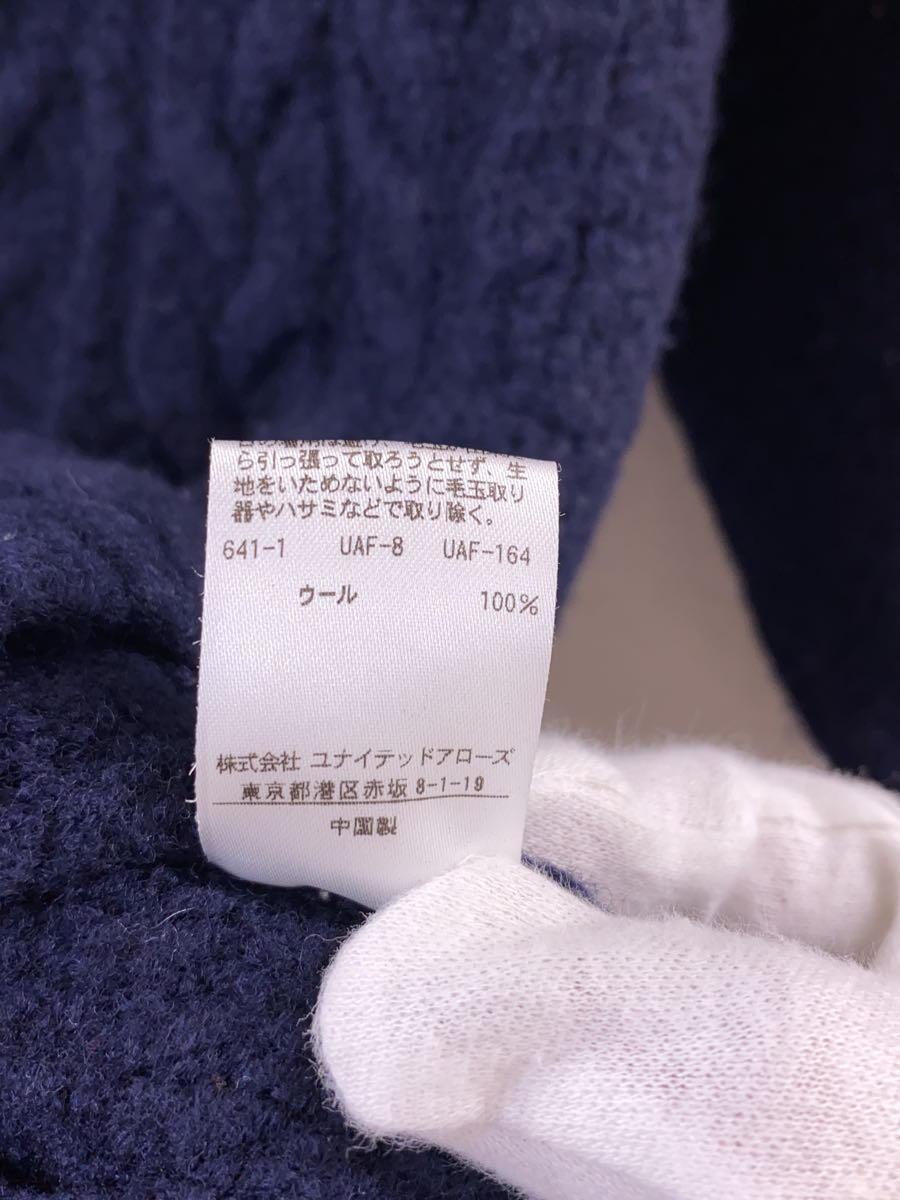 ら引っ張って取ろうとせず、生
地をいためないように毛玉取り
器やハサミなどで取り除く。
641-1 UAF-8 UAF-164
ウール 100%
株式会社 ユナイテッドアローズ
東京都港区赤坂 8-1-19
中国製